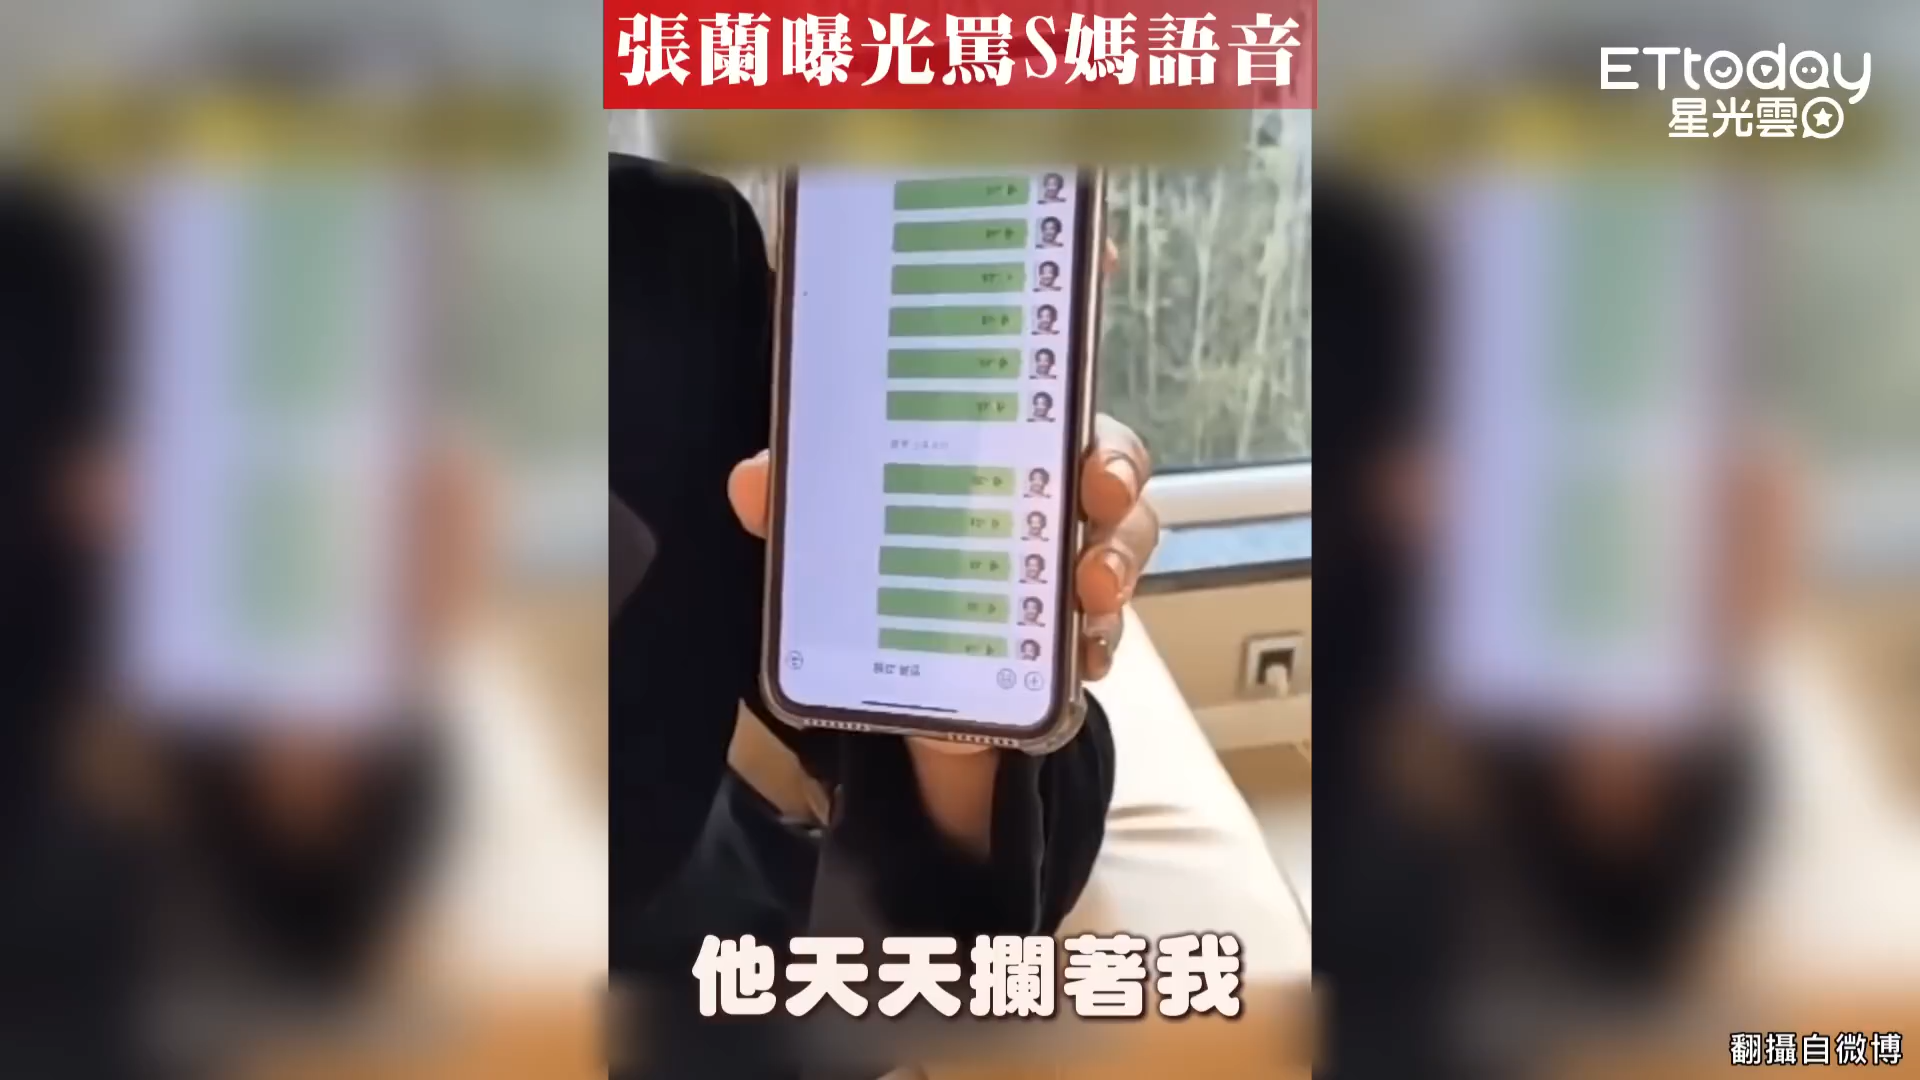 張蘭曝光罵S媽語音
ETtoday
星光雲
他天天攔著我
翻攝自微博